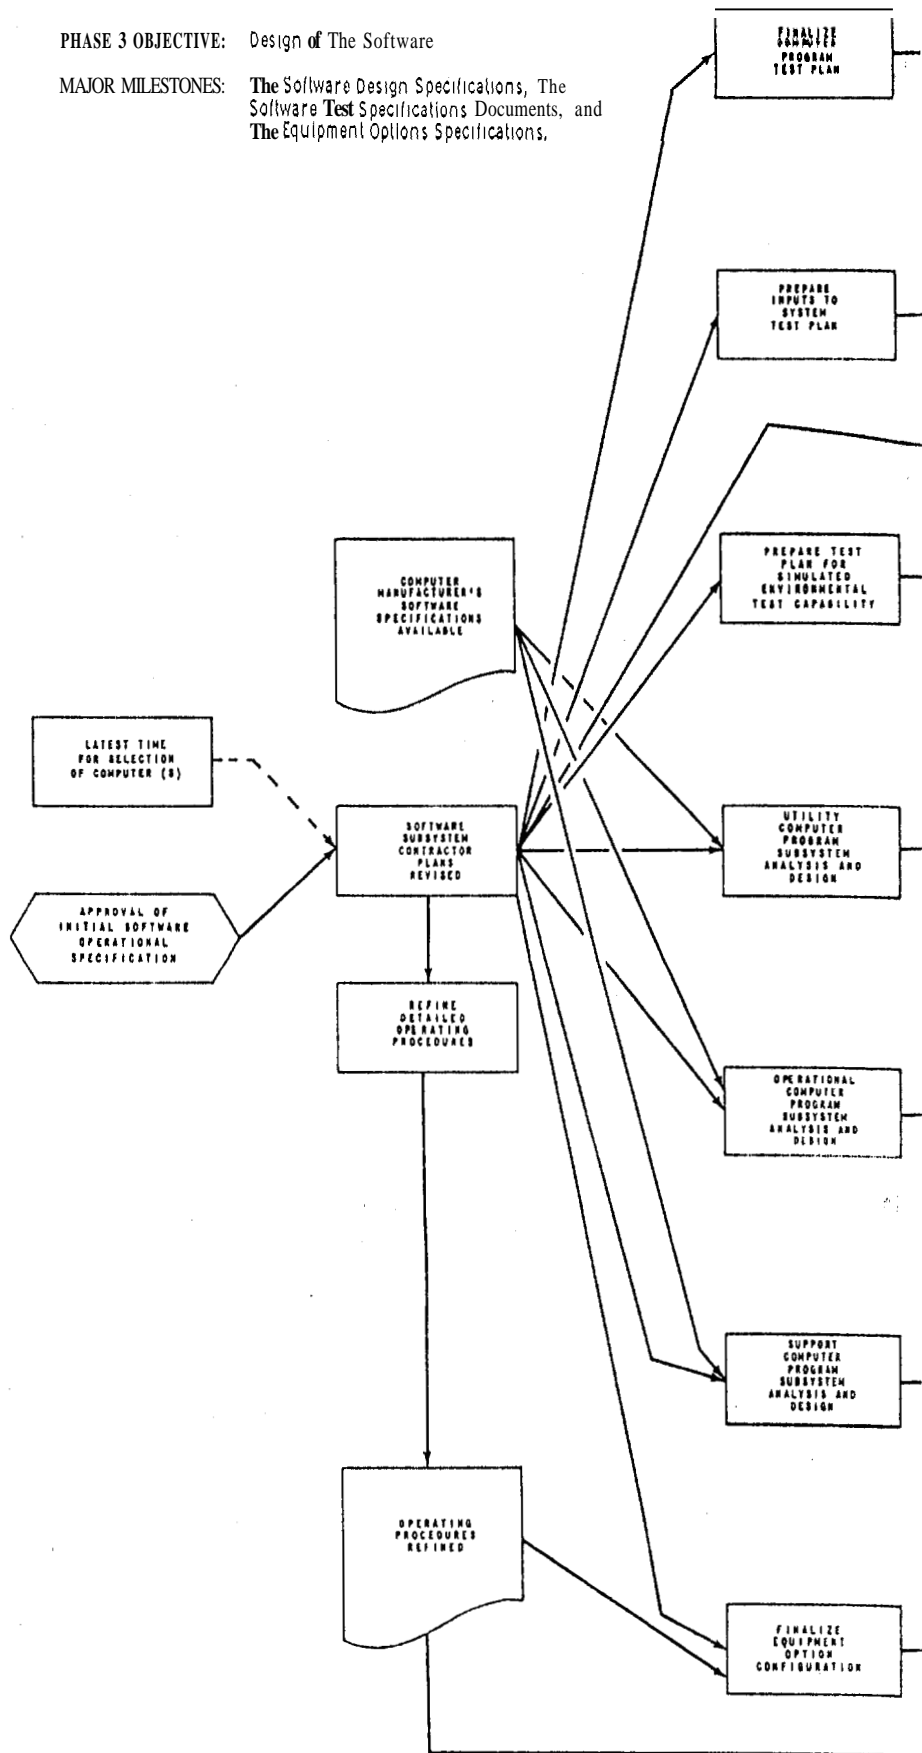 PHASE 3 OBJECTIVE: Design of The Software
MAJOR MILESTONES: The Software Design Specifications, The
Software Test Specifications Documents, and
The Equipment Options Specifications.
FINALIZE
COMPUTER
PROGRAM
TEST PLAN
PREPARE
INPUTS TO
SYSTEM
TEST PLAN
COMPUTER
MANUFACTURER'S
SOFTWARE
SPECIFICATIONS
AVAILABLE
PREPARE TEST
PLAN FOR
SIMULATED
ENVIRONMENTAL
TEST CAPABILITY
LATEST TIME
FOR SELECTION
OF COMPUTER (S)
SOFTWARE
SUBSYSTEM
CONTRACTOR
PLANS
REVISED
UTILITY
COMPUTER
PROGRAM
SUBSYSTEM
ANALYSIS AND
DESIGN
APPROVAL OF
INITIAL SOFTWARE
OPERATIONAL
SPECIFICATION
REFINE
DETAILED
OPERATING
PROCEDURES
OPERATIONAL
COMPUTER
PROGRAM
SUBSYSTEM
ANALYSIS AND
DESIGN
SUPPORT
COMPUTER
PROGRAM
SUBSYSTEM
ANALYSIS AND
DESIGN
OPERATING
PROCEDURES
REFINED
FINALIZE
EQUIPMENT
OPTION
CONFIGURATION